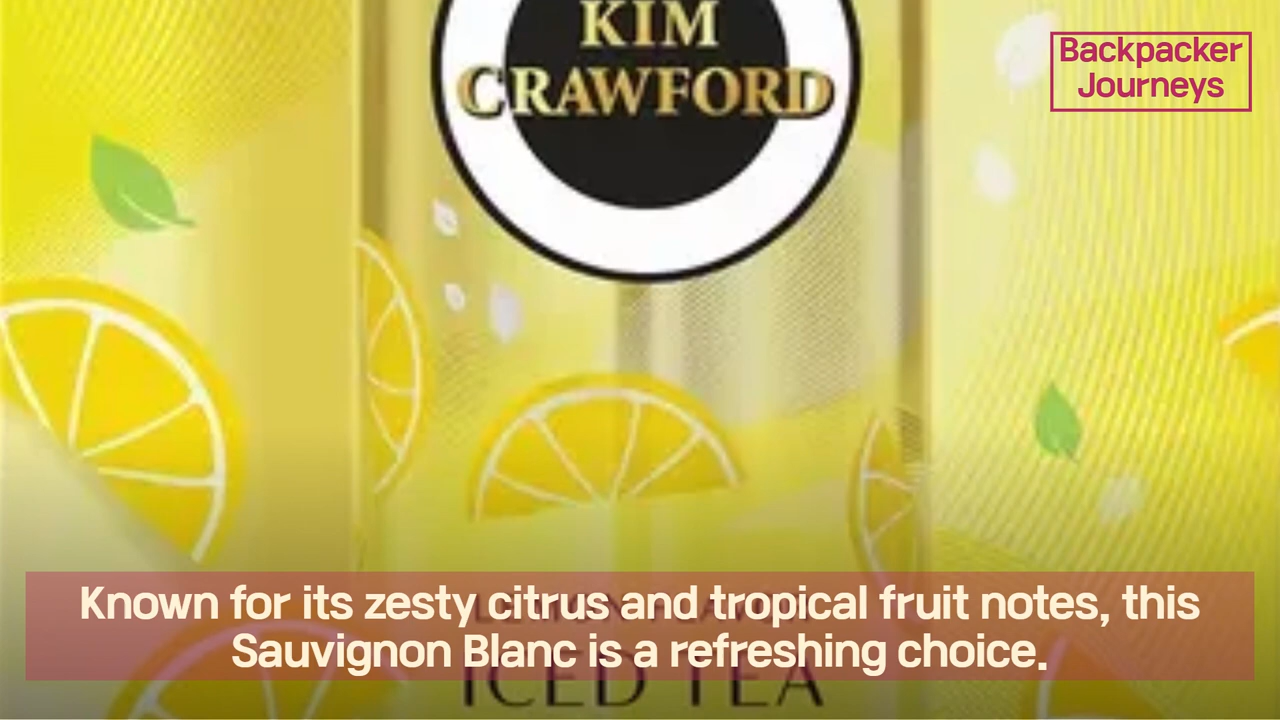 KIM
CRAWFORD
Backpacker
Journeys
Known for its zesty citrus and tropical fruit notes, this
Sauvignon Blanc is a refreshing choice.
ICED TEA